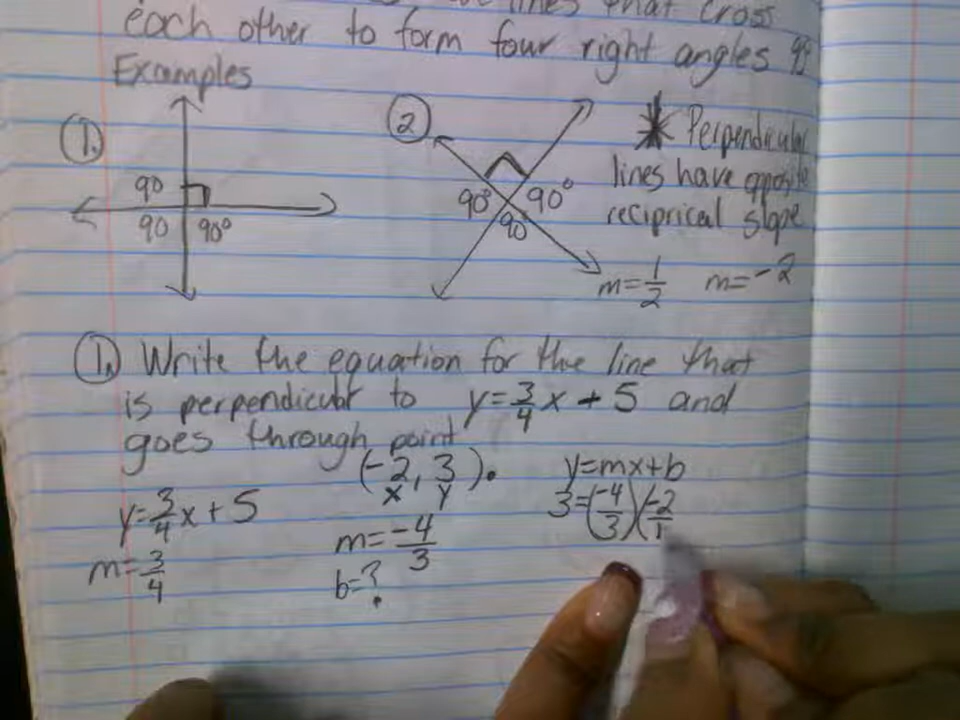 lines that cross
each other to form four right angles 90°
Examples
1.
90
90 90°
2
90° 90°
90
* Perpendicular
lines have opposite
reciprical slope
m=1/2 m=-2
1. Write the equation for the line that
is perpendicular to y=3/4x+5 and
goes through point
(-2, 3).
x y
y=3/4x+5
m=3/4
m=-4/3
b=?
y=mx+b
3=(-4/3)(-2/1